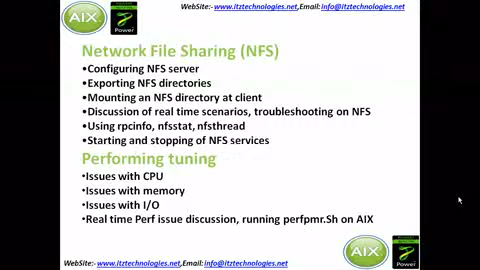 WebSite:- www.itztechnologies.net,Email:info@itztechnologies.net
AIX
Power
Network File Sharing (NFS)
•Configuring NFS server
•Exporting NFS directories
•Mounting an NFS directory at client
•Discussion of real time scenarios, troubleshooting on NFS
•Using rpcinfo, nfsstat, nfsthread
•Starting and stopping of NFS services
Performing tuning
•Issues with CPU
•Issues with memory
•Issues with I/O
•Real time Perf issue discussion, running perfpmr.Sh on AIX
AIX
Power
WebSite:- www.itztechnologies.net,Email:info@itztechnologies.net